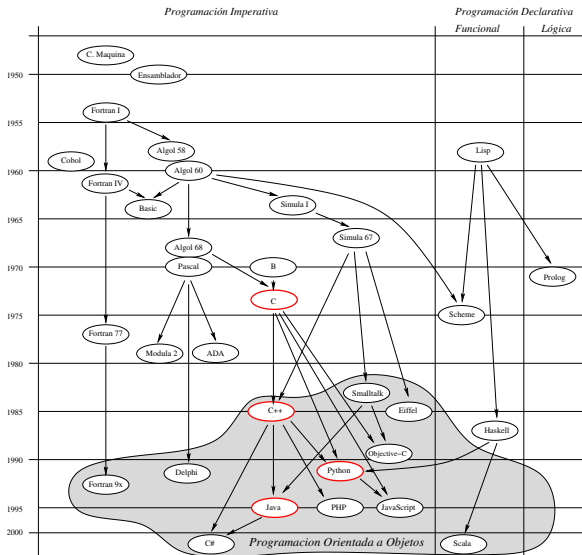 Programación Imperativa
Programación Declarativa
Funcional
Lógica
C. Maquina
1950
Ensamblador
Fortran I
1955
Algol 58
Lisp
Cobol
1960
Algol 60
Fortran IV
Basic
Simula I
1965
Simula 67
Algol 68
1970
Pascal
B
Prolog
C
1975
Scheme
Fortran 77
Modula 2
ADA
1980
Smalltalk
1985
C++
Eiffel
Haskell
Objective-C
1990
Delphi
Python
Fortran 9x
1995
Java
PHP
JavaScript
2000
C#
Programacion Orientada a Objetos
Scala